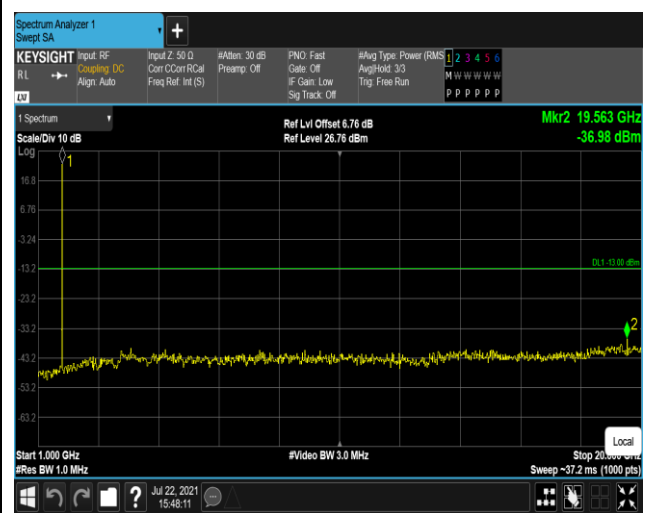 Spectrum Analyzer 1
Swept SA
+
KEYSIGHT
RL
LXI
Input: RF
Coupling: DC
Align: Auto
Input Z: 50 Ω
Corr CCorr RCal
Freq Ref: Int (S)
#Atten: 30 dB
Preamp: Off
PNO: Fast
Gate: Off
IF Gain: Low
Sig Track: Off
#Avg Type: Power (RMS
Avg|Hold: 3/3
Trig: Free Run
1 2 3 4 5 6
M W W W W W
P P P P P P
1 Spectrum
Scale/Div 10 dB
Log
Ref Lvl Offset 6.76 dB
Ref Level 26.76 dBm
Mkr2 19.563 GHz
-36.98 dBm
1
16.8
6.76
-3.24
-13.2
DL1 -13.00 dBm
-23.2
-33.2
2
-43.2
-53.2
-63.2
Local
Start 1.000 GHz
#Res BW 1.0 MHz
#Video BW 3.0 MHz
Stop 20.000 GHz
Sweep ~37.2 ms (1000 pts)
?
Jul 22, 2021
15:48:11